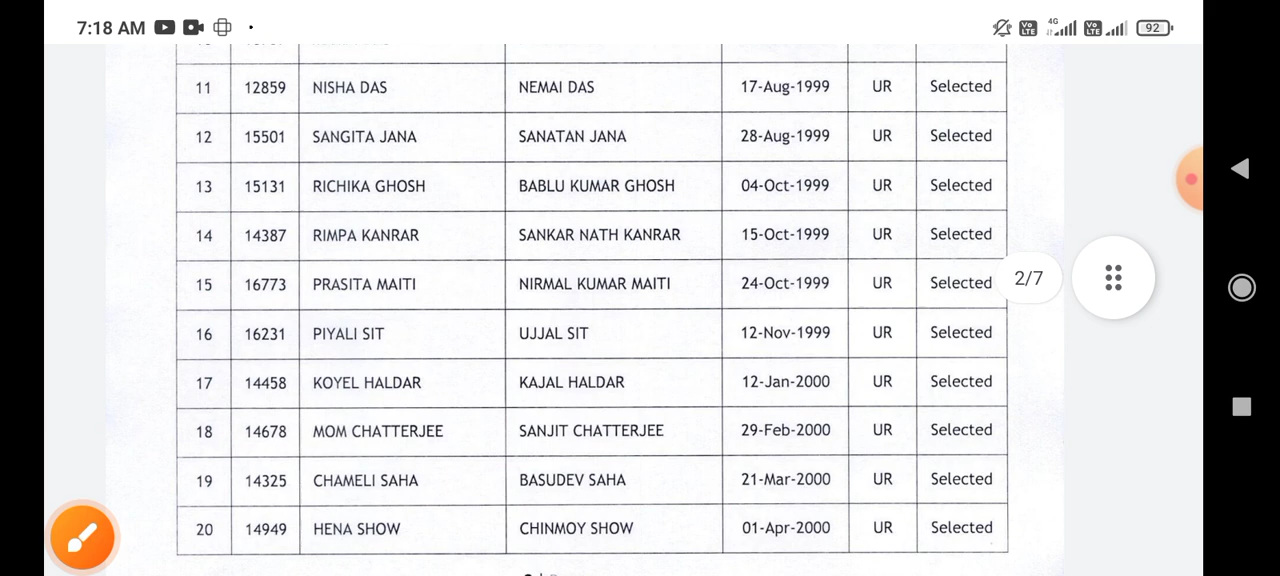 7:18 AM 4G 92
11 12859 NISHA DAS NEMAI DAS 17-Aug-1999 UR Selected
12 15501 SANGITA JANA SANATAN JANA 28-Aug-1999 UR Selected
13 15131 RICHIKA GHOSH BABLU KUMAR GHOSH 04-Oct-1999 UR Selected
14 14387 RIMPA KANRAR SANKAR NATH KANRAR 15-Oct-1999 UR Selected
2/7
15 16773 PRASITA MAITI NIRMAL KUMAR MAITI 24-Oct-1999 UR Selected
16 16231 PIYALI SIT UJJAL SIT 12-Nov-1999 UR Selected
17 14458 KOYEL HALDAR KAJAL HALDAR 12-Jan-2000 UR Selected
18 14678 MOM CHATTERJEE SANJIT CHATTERJEE 29-Feb-2000 UR Selected
19 14325 CHAMELI SAHA BASUDEV SAHA 21-Mar-2000 UR Selected
20 14949 HENA SHOW CHINMOY SHOW 01-Apr-2000 UR Selected